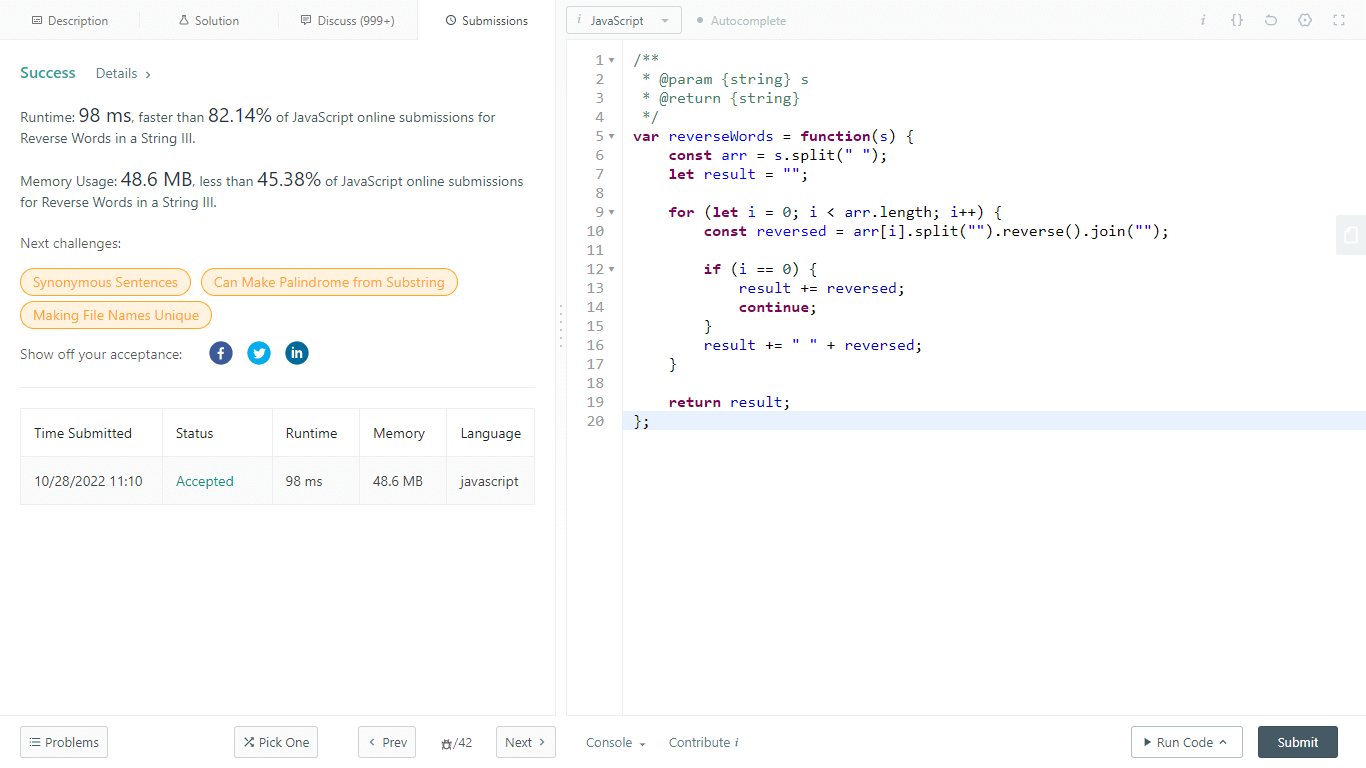 Description Solution Discuss (999+) Submissions
Success Details
Runtime: 98 ms, faster than 82.14% of JavaScript online submissions for
Reverse Words in a String III.
Memory Usage: 48.6 MB, less than 45.38% of JavaScript online submissions
for Reverse Words in a String III.
Next challenges:
Synonymous Sentences Can Make Palindrome from Substring
Making File Names Unique
Show off your acceptance: f in
Time Submitted Status Runtime Memory Language
10/28/2022 11:10 Accepted 98 ms 48.6 MB javascript
Problems Pick One Prev /42 Next
i JavaScript Autocomplete i {}
1 /**
2  * @param {string} s
3  * @return {string}
4  */
5 var reverseWords = function(s) {
6     const arr = s.split(" ");
7     let result = "";
8
9     for (let i = 0; i < arr.length; i++) {
10         const reversed = arr[i].split("").reverse().join("");
11
12         if (i == 0) {
13             result += reversed;
14             continue;
15         }
16         result += " " + reversed;
17     }
18
19     return result;
20 };
Console Contribute i Run Code Submit